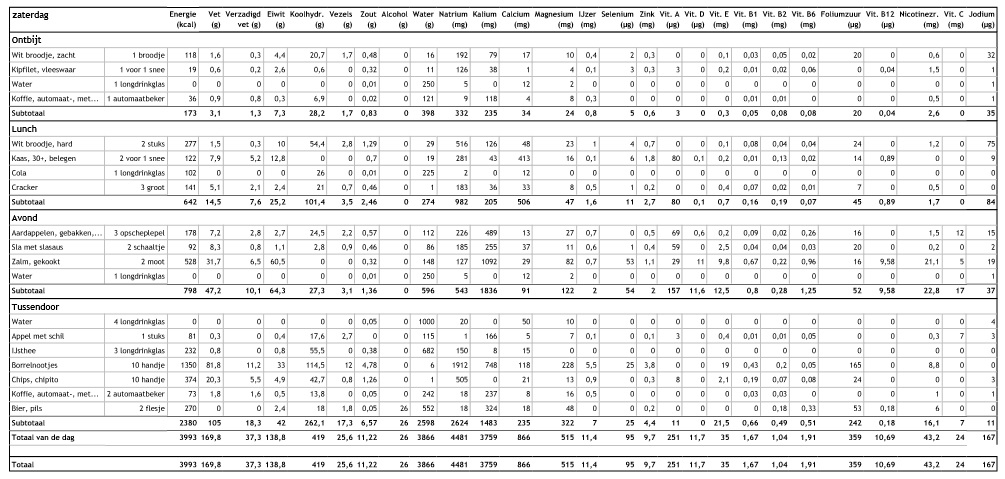 zaterdag Energie (kcal) Vet (g) Verzadigd vet (g) Eiwit (g) Koolhydr. (g) Vezels (g) Zout (g) Alcohol (g) Water (g) Natrium (mg) Kalium (mg) Calcium (mg) Magnesium (mg) IJzer (mg) Selenium (µg) Zink (mg) Vit. A (µg) Vit. D (µg) Vit. E (mg) Vit. B1 (mg) Vit. B2 (mg) Vit. B6 (mg) Foliumzuur (µg) Vit. B12 (µg) Nicotinezr. (mg) Vit. C (mg) Jodium (µg)
Ontbijt
Wit broodje, zacht 1 broodje 118 1,6 0,3 4,4 20,7 1,7 0,48 0 16 192 79 17 10 0,4 2 0,3 0 0 0,1 0,03 0,05 0,02 20 0 0,6 0 32
Kipfilet, vleeswaar 1 voor 1 snee 19 0,6 0,2 2,6 0,6 0 0,32 0 11 126 38 1 4 0,1 3 0,3 3 0 0,2 0,01 0,02 0,06 0 0,04 1,5 0 1
Water 1 longdrinkglas 0 0 0 0 0 0 0,01 0 250 5 0 12 2 0 0 0 0 0 0 0 0 0 0 0 0 0 1
Koffie, automaat-, met... 1 automaatbeker 36 0,9 0,8 0,3 6,9 0 0,02 0 121 9 118 4 8 0,3 0 0 0 0 0 0,01 0,01 0 0 0 0,5 0 1
Subtotaal 173 3,1 1,3 7,3 28,2 1,7 0,83 0 398 332 235 34 24 0,8 5 0,6 3 0 0,3 0,05 0,08 0,08 20 0,04 2,6 0 35
Lunch
Wit broodje, hard 2 stuks 277 1,5 0,3 10 54,4 2,8 1,29 0 29 516 126 48 23 1 4 0,7 0 0 0,1 0,08 0,04 0,04 24 0 1,2 0 75
Kaas, 30+, belegen 2 voor 1 snee 122 7,9 5,2 12,8 0 0 0,7 0 19 281 43 413 16 0,1 6 1,8 80 0,1 0,2 0,01 0,13 0,02 14 0,89 0 0 9
Cola 1 longdrinkglas 102 0 0 0 26 0 0,01 0 225 2 0 12 0 0 0 0 0 0 0 0 0 0 0 0 0 0 0
Cracker 3 groot 141 5,1 2,1 2,4 21 0,7 0,46 0 1 183 36 33 8 0,5 1 0,2 0 0 0,4 0,07 0,02 0,01 7 0 0,5 0 0
Subtotaal 642 14,5 7,6 25,2 101,4 3,5 2,46 0 274 982 205 506 47 1,6 11 2,7 80 0,1 0,7 0,16 0,19 0,07 45 0,89 1,7 0 84
Avond
Aardappelen, gebakken,... 3 opscheplepel 178 7,2 2,8 2,7 24,5 2,2 0,57 0 112 226 489 13 27 0,7 0 0,5 69 0,6 0,2 0,09 0,02 0,26 16 0 1,5 12 15
Sla met slasaus 2 schaaltje 92 8,3 0,8 1,1 2,8 0,9 0,46 0 86 185 255 37 11 0,6 1 0,4 59 0 2,5 0,04 0,04 0,03 20 0 0,2 0 2
Zalm, gekookt 2 moot 528 31,7 6,5 60,5 0 0 0,32 0 148 127 1092 29 82 0,7 53 1,1 29 11 9,8 0,67 0,22 0,96 16 9,58 21,1 5 19
Water 1 longdrinkglas 0 0 0 0 0 0 0,01 0 250 5 0 12 2 0 0 0 0 0 0 0 0 0 0 0 0 0 1
Subtotaal 798 47,2 10,1 64,3 27,3 3,1 1,36 0 596 543 1836 91 122 2 54 2 157 11,6 12,5 0,8 0,28 1,25 52 9,58 22,8 17 37
Tussendoor
Water 4 longdrinkglas 0 0 0 0 0 0 0,05 0 1000 20 0 50 10 0 0 0 0 0 0 0 0 0 0 0 0 0 4
Appel met schil 1 stuks 81 0,3 0 0,4 17,6 2,7 0 0 115 1 166 5 7 0,1 0 0,1 3 0 0,4 0,01 0,01 0,05 0 0 0,3 7 3
IJsthee 3 longdrinkglas 232 0 0,8 0 55,5 0 0,38 0 682 150 8 15 0 0 0 0 0 0 0 0 0 0 0 0 0 0 0
Borrelnootjes 10 handje 1350 81,8 11,2 33 114,5 12 4,78 0 6 1912 748 118 228 5,5 25 3,8 0 0 19 0,43 0,2 0,05 165 0 8,8 0 0
Chips, chipito 10 handje 374 20,3 5,5 4,9 42,7 0,8 1,26 0 1 505 0 21 13 0,9 0 0,3 8 0 2 0,19 0,07 0,08 24 0 0 0 3
Koffie, automaat-, met... 2 automaatbeker 73 1,8 1,6 0,5 13,8 0 0,05 0 242 18 237 8 16 0,5 0 0 0 0 0 0,03 0,03 0 0 0 1 0 1
Bier, pils 2 flesje 270 0 0 2,4 18 1,8 0,05 26 552 18 324 18 48 0 0 0,2 0 0 0 0 0,18 0,33 53 0,18 6 0 0
Subtotaal 2380 105 18,3 42 262,1 17,3 6,57 26 2598 2624 1483 235 322 7 25 4,4 11 0 21,5 0,66 0,49 0,51 242 0,18 16,1 7 11
Totaal van de dag 3993 169,8 37,3 138,8 419 25,6 11,22 26 3866 4481 3759 866 515 11,4 95 9,7 251 11,7 35 1,67 1,04 1,91 359 10,69 43,2 24 167
Totaal 3993 169,8 37,3 138,8 419 25,6 11,22 26 3866 4481 3759 866 515 11,4 95 9,7 251 11,7 35 1,67 1,04 1,91 359 10,69 43,2 24 167